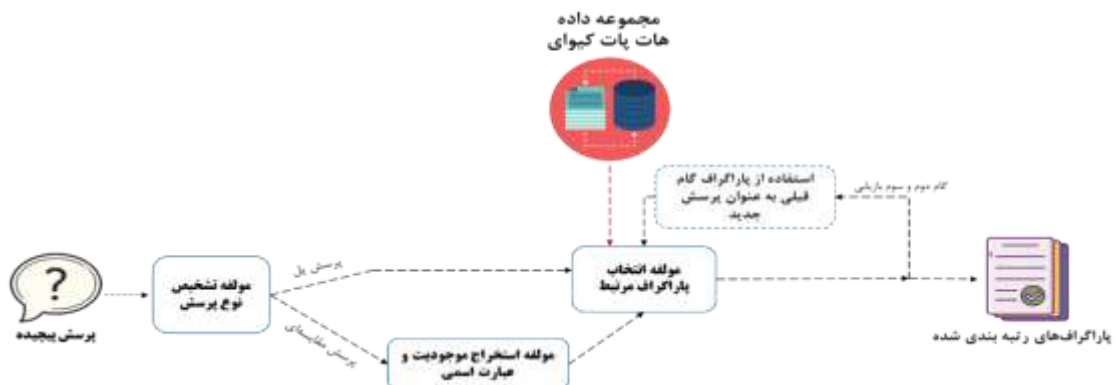 مجموعه داده
هات پات کیوای
استفاده از پاراگراف گام
قبلی به عنوان پرسش
جدید
گام دوم و سوم بازیابی
?
پرسش پیچیده
مولفه تشخیص
نوع پرسش
پرسش پل
پرسش مقایسه‌ای
مولفه استخراج موجودیت و
عبارت اسمی
مولفه انتخاب
پاراگراف مرتبط
پاراگراف‌های رتبه بندی شده